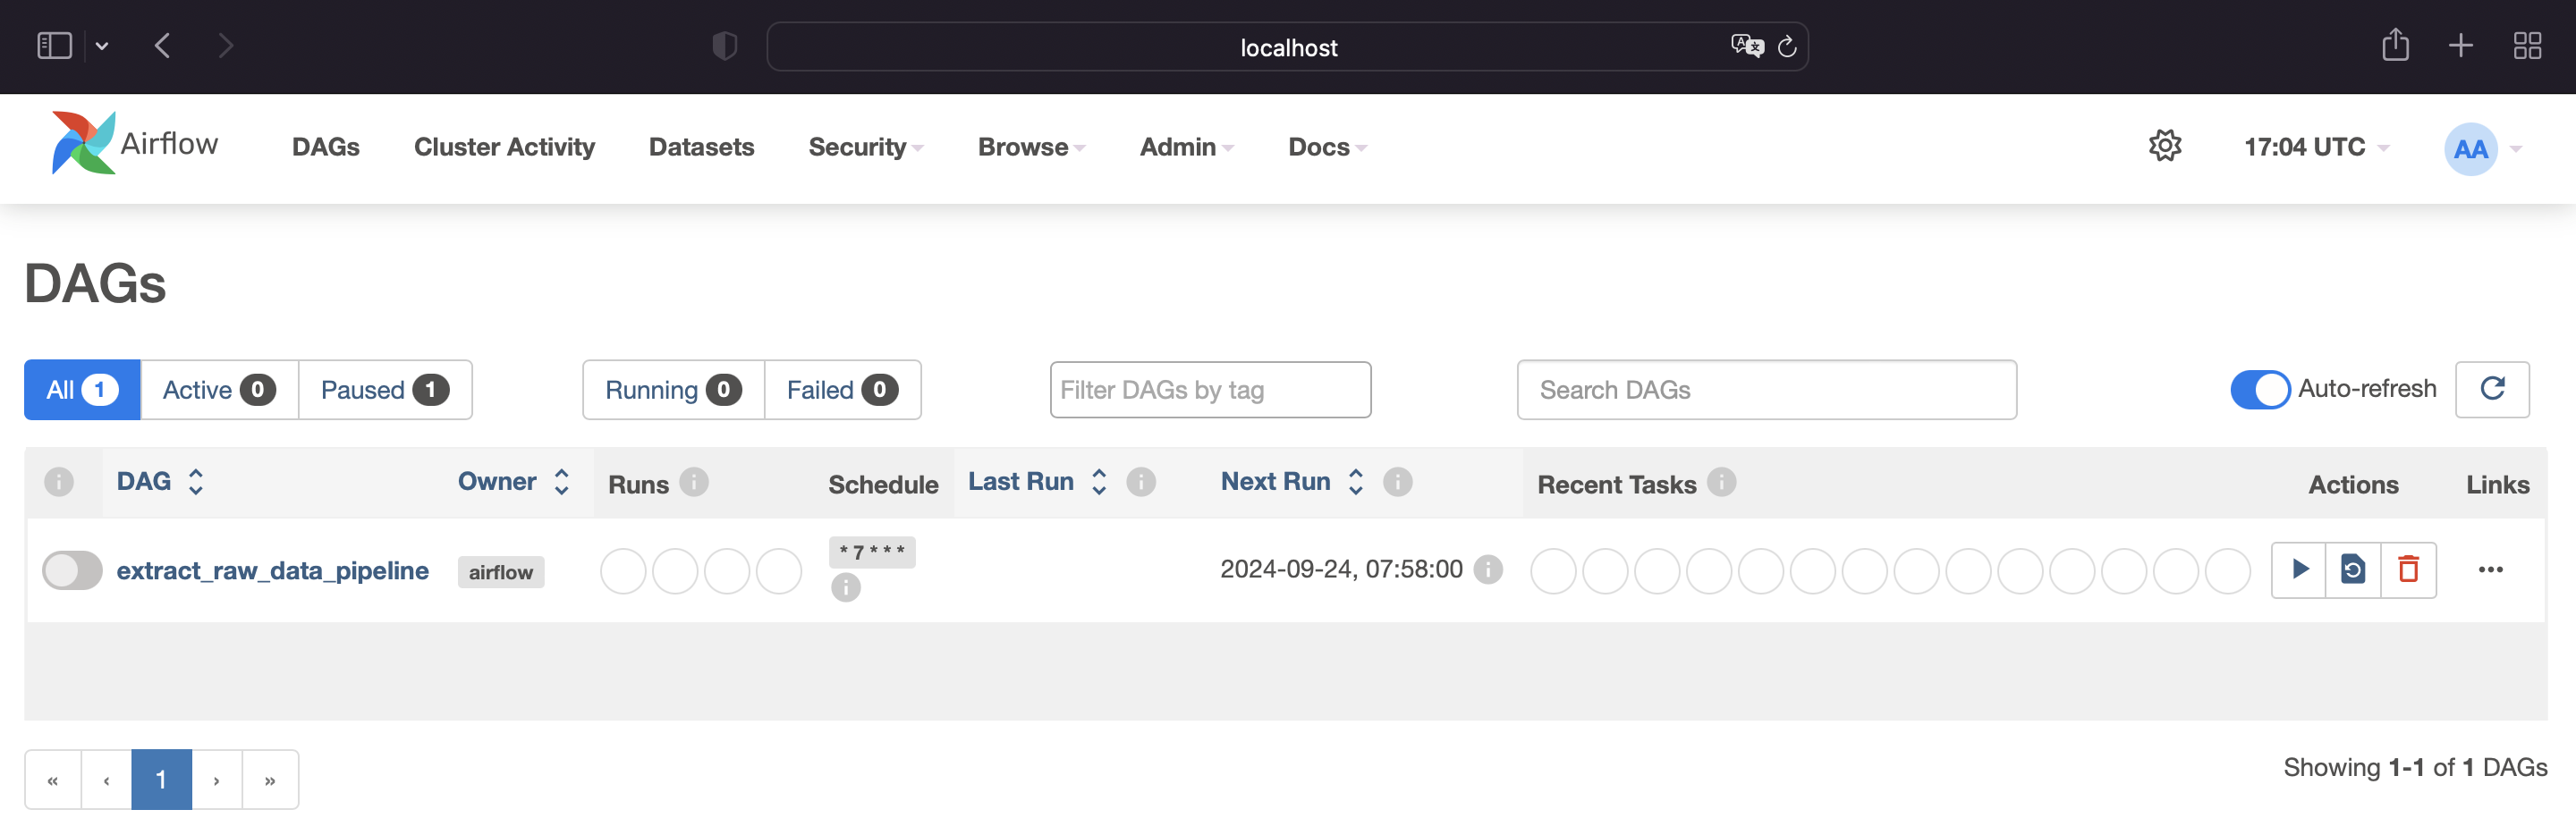 localhost
Airflow DAGs Cluster Activity Datasets Security Browse Admin Docs 17:04 UTC AA
DAGs
All 1 Active 0 Paused 1 Running 0 Failed 0 Filter DAGs by tag Search DAGs Auto-refresh
DAG Owner Runs Schedule Last Run Next Run Recent Tasks Actions Links
extract_raw_data_pipeline airflow * 7 * * * 2024-09-24, 07:58:00
« ‹ 1 › »
Showing 1-1 of 1 DAGs